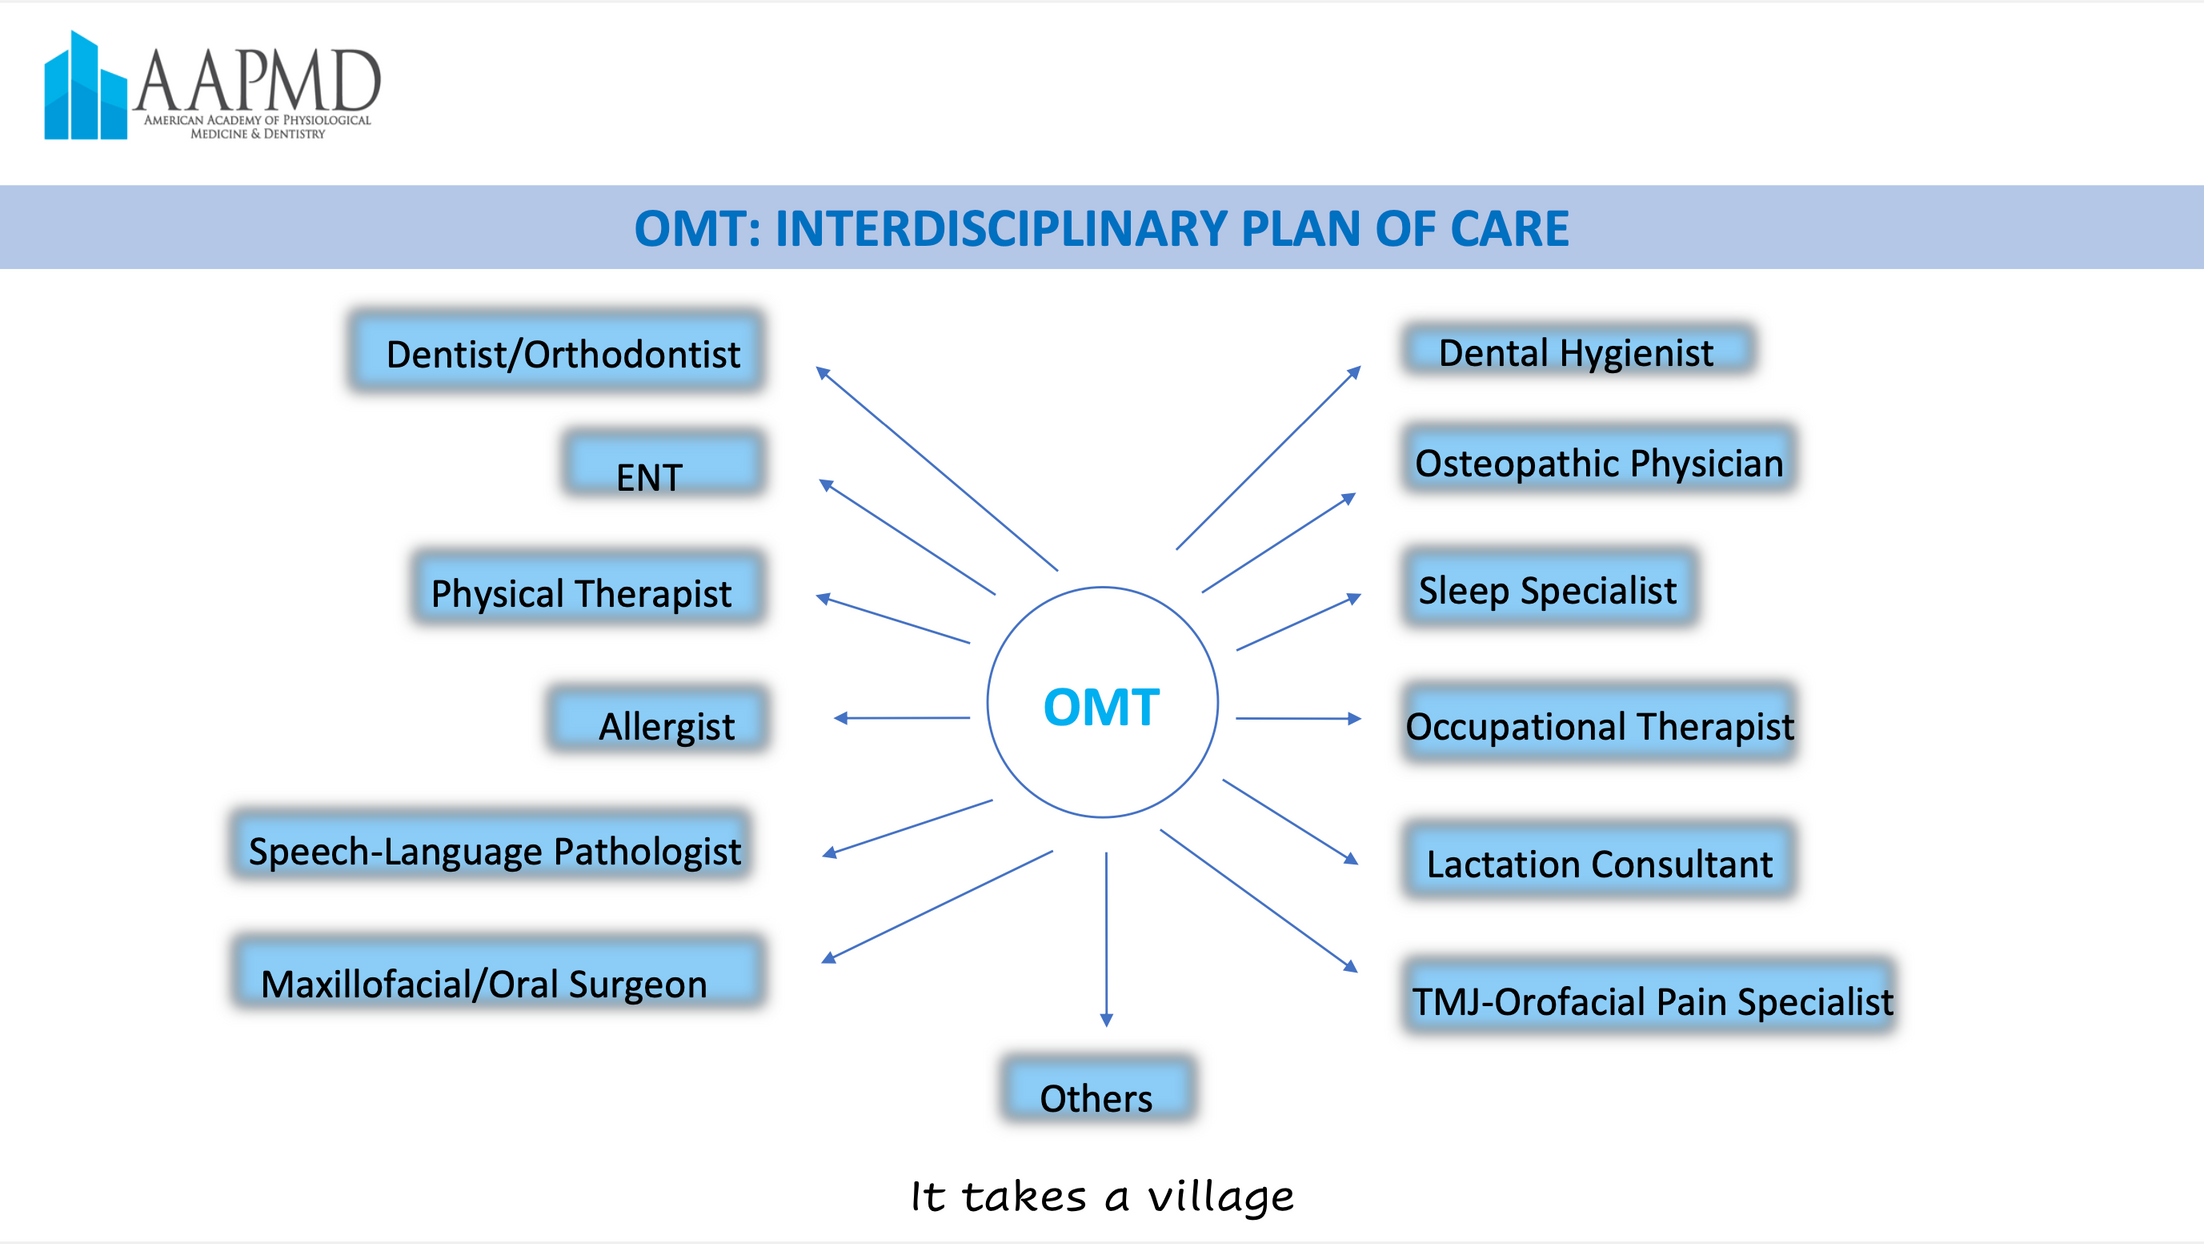 AAPMD
AMERICAN ACADEMY OF PHYSIOLOGICAL
MEDICINE & DENTISTRY
OMT: INTERDISCIPLINARY PLAN OF CARE
Dentist/Orthodontist
ENT
Physical Therapist
Allergist
Speech-Language Pathologist
Maxillofacial/Oral Surgeon
OMT
Dental Hygienist
Osteopathic Physician
Sleep Specialist
Occupational Therapist
Lactation Consultant
TMJ-Orofacial Pain Specialist
Others
It takes a village